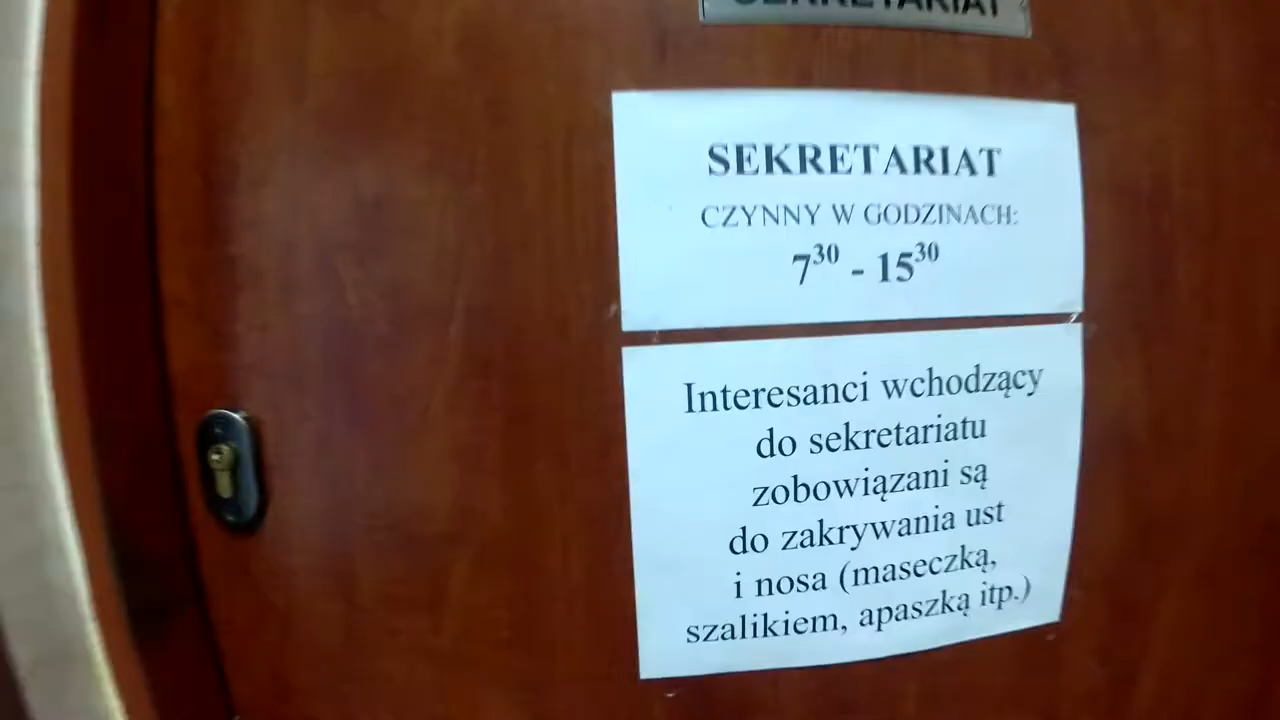 SEKRETARIAT
SEKRETARIAT
CZYNNY W GODZINACH:
7³⁰ - 15³⁰
Interesanci wchodzący
do sekretariatu
zobowiązani są
do zakrywania ust
i nosa (maseczką,
szalikiem, apaszką itp.)